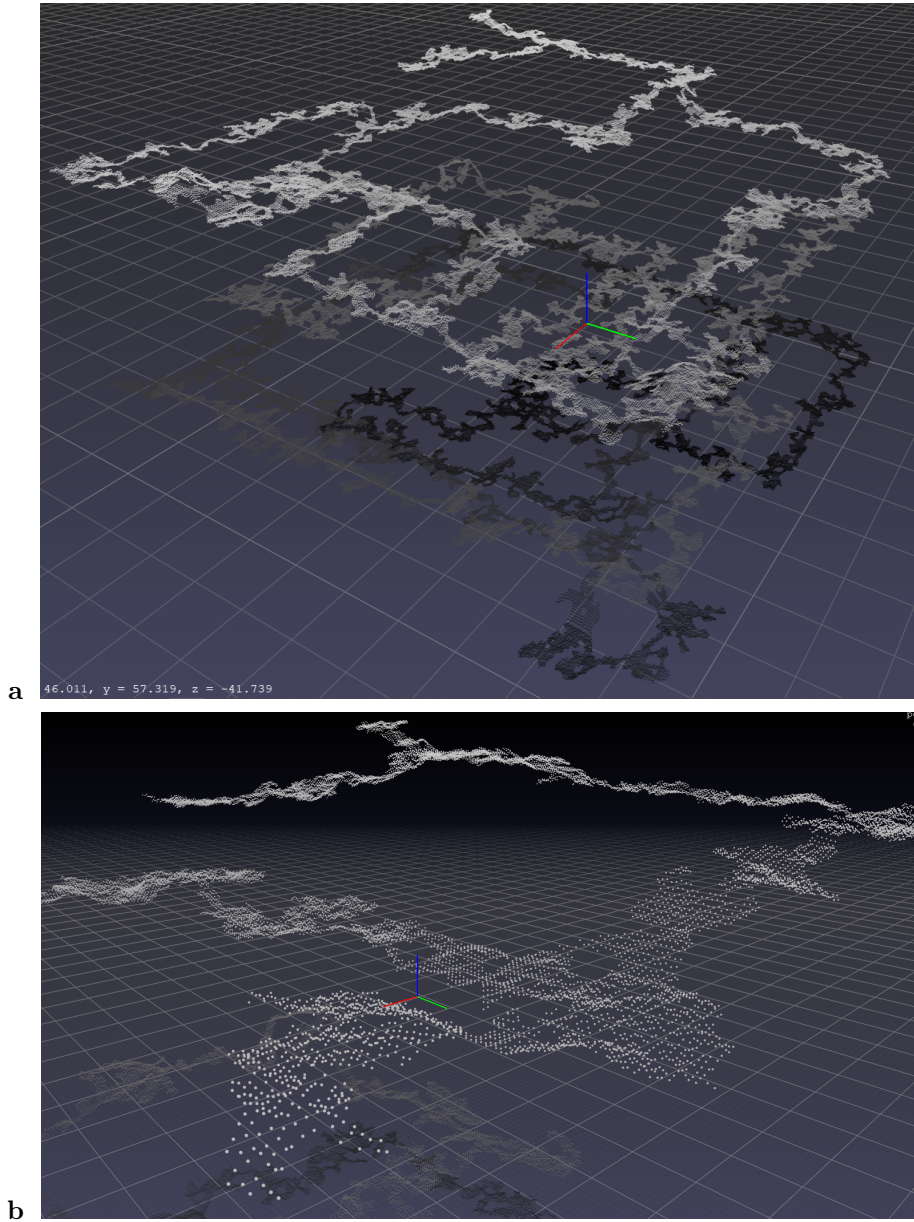 46.011, y = 57.319, z = -41.739
a
b